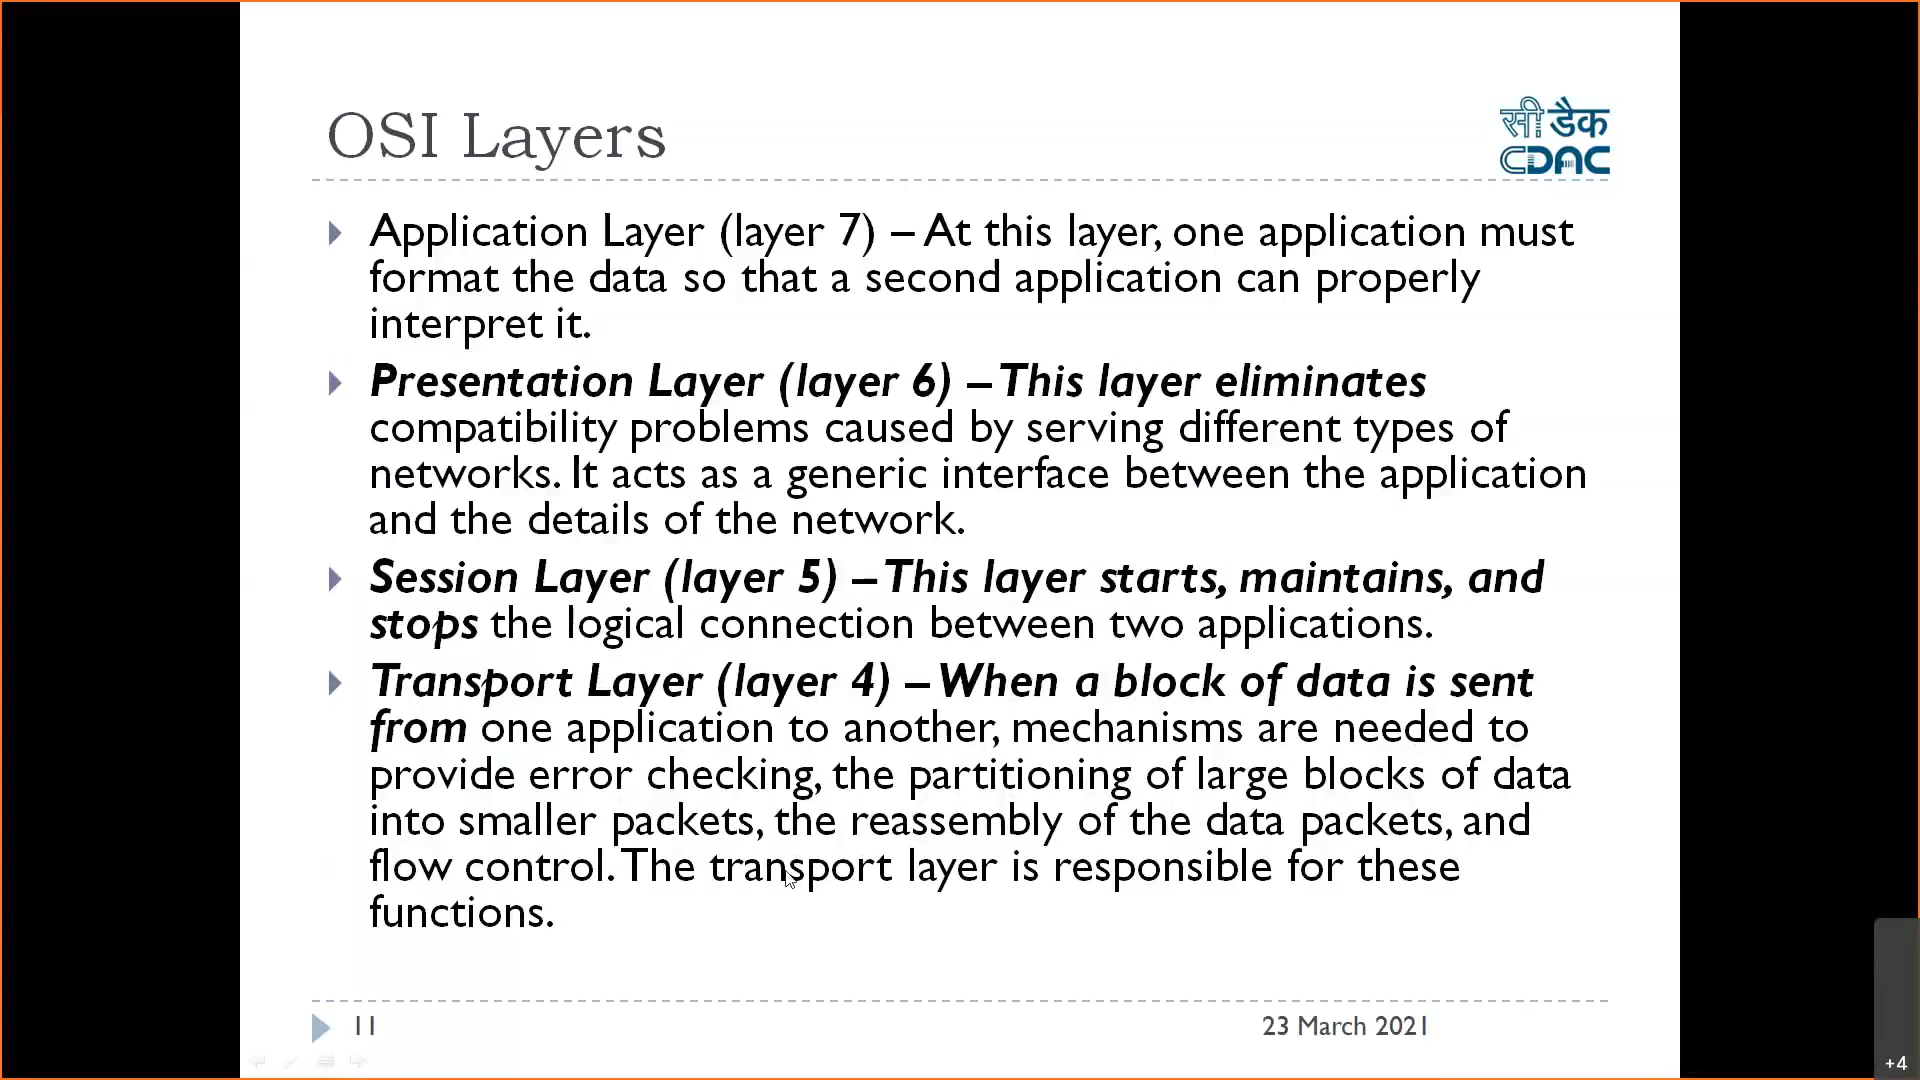 OSI Layers
सी डैक
CDAC
Application Layer (layer 7) – At this layer, one application must
format the data so that a second application can properly
interpret it.
Presentation Layer (layer 6) – This layer eliminates
compatibility problems caused by serving different types of
networks. It acts as a generic interface between the application
and the details of the network.
Session Layer (layer 5) – This layer starts, maintains, and
stops the logical connection between two applications.
Transport Layer (layer 4) – When a block of data is sent
from one application to another, mechanisms are needed to
provide error checking, the partitioning of large blocks of data
into smaller packets, the reassembly of the data packets, and
flow control. The transport layer is responsible for these
functions.
11
23 March 2021
+4